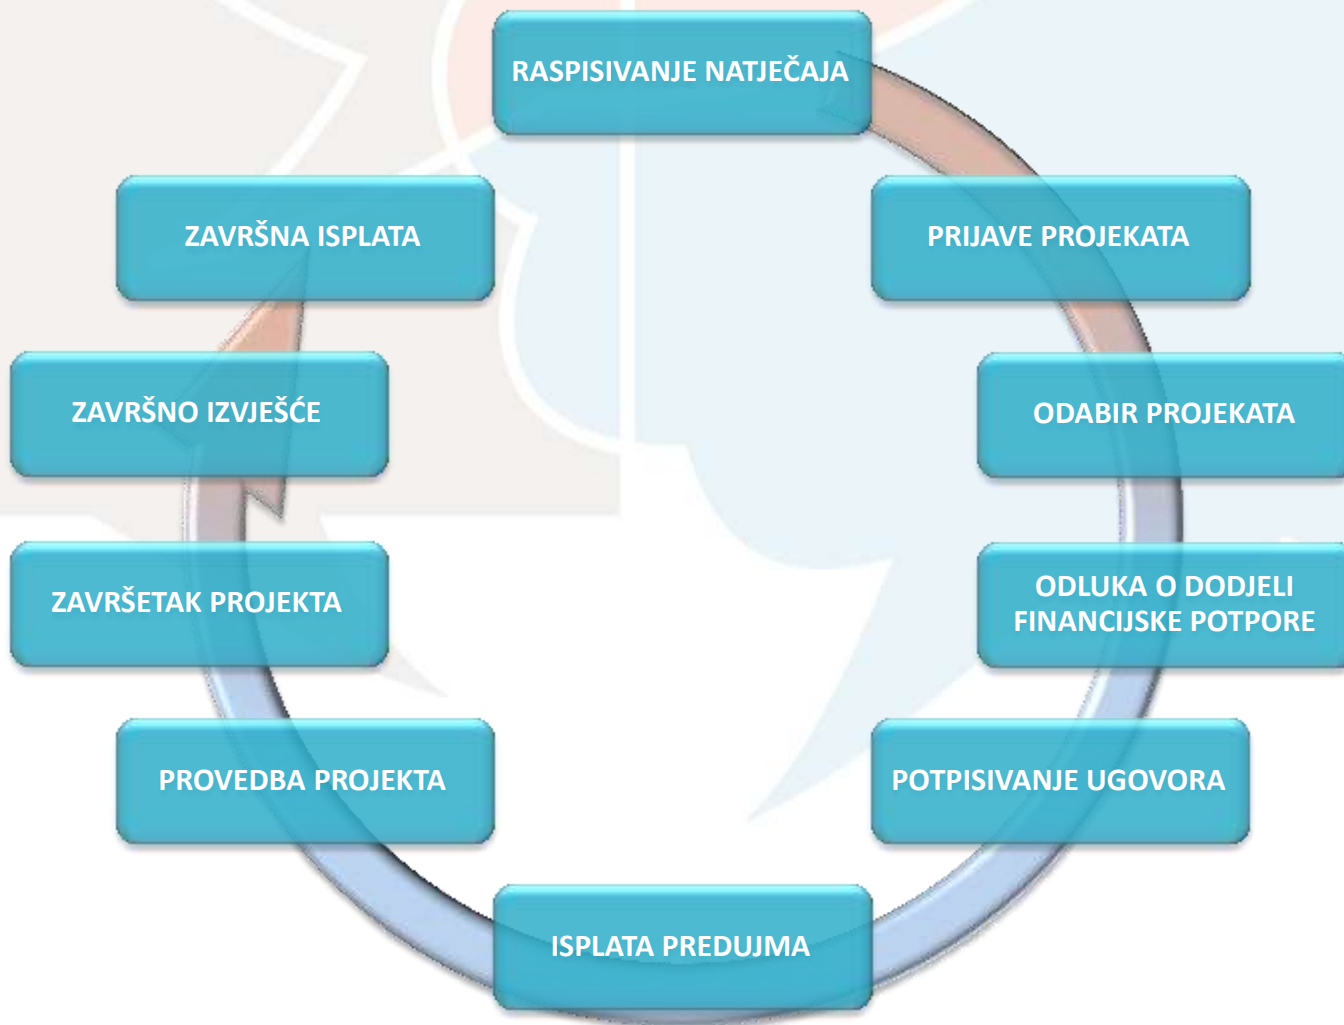 RASPISIVANJE NATJEČAJA
PRIJAVE PROJEKATA
ODABIR PROJEKATA
ODLUKA O DODJELI
FINANCIJSKE POTPORE
POTPISIVANJE UGOVORA
ISPLATA PREDUJMA
PROVEDBA PROJEKTA
ZAVRŠETAK PROJEKTA
ZAVRŠNO IZVJEŠĆE
ZAVRŠNA ISPLATA